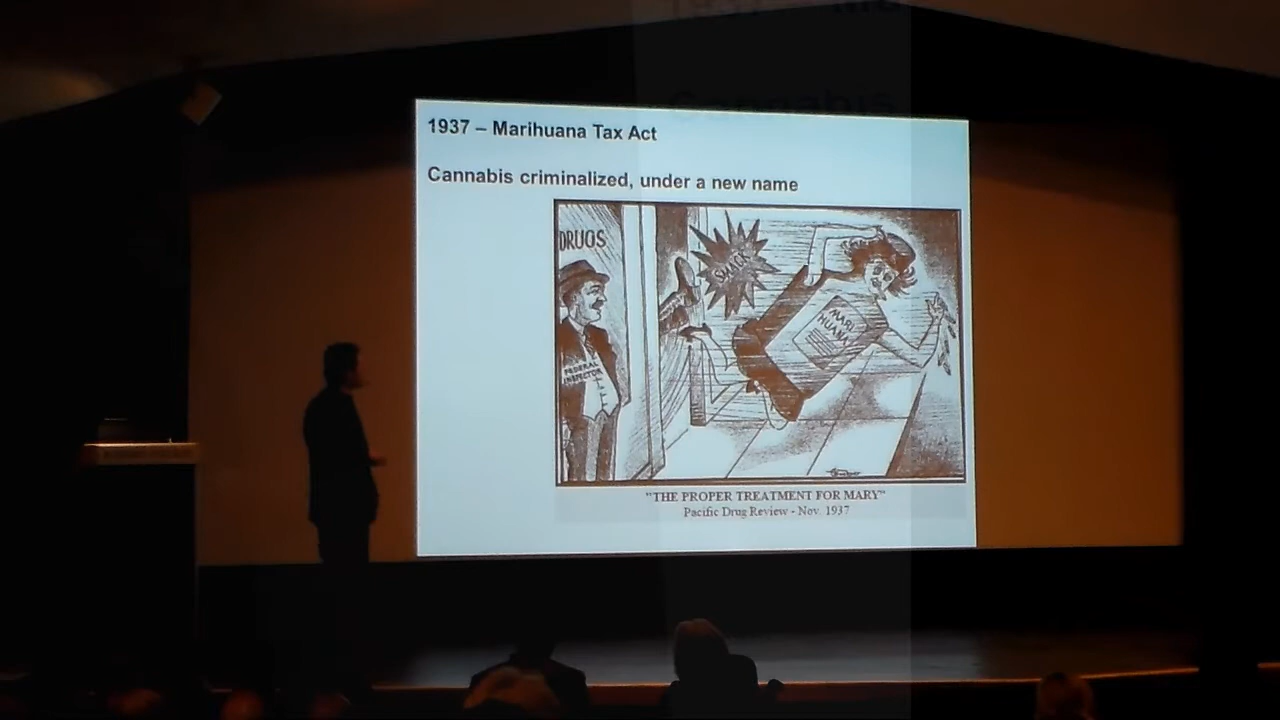 1937 – Marihuana Tax Act
Cannabis criminalized, under a new name
DRUGS
SMACK
MARI
HUANA
FEDERAL
INSPECTOR
"THE PROPER TREATMENT FOR MARY"
Pacific Drug Review - Nov. 1937
Cannabis